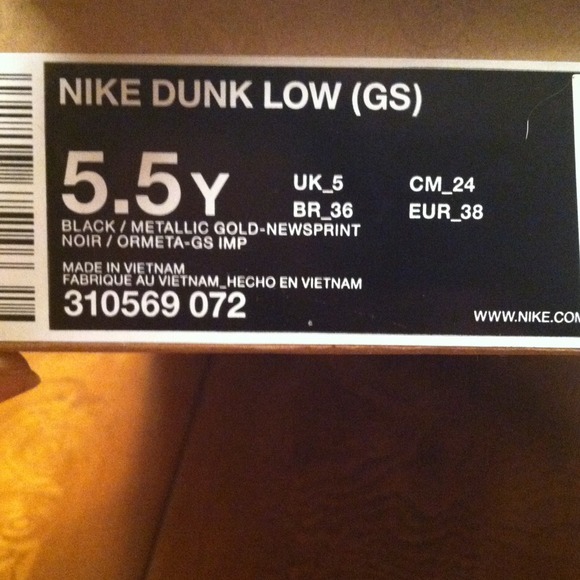 NIKE DUNK LOW (GS)
5.5Y UK_5 CM_24
BR_36 EUR_38
BLACK / METALLIC GOLD-NEWSPRINT
NOIR / ORMETA-GS IMP
MADE IN VIETNAM
FABRIQUE AU VIETNAM_HECHO EN VIETNAM
310569 072
WWW.NIKE.COM